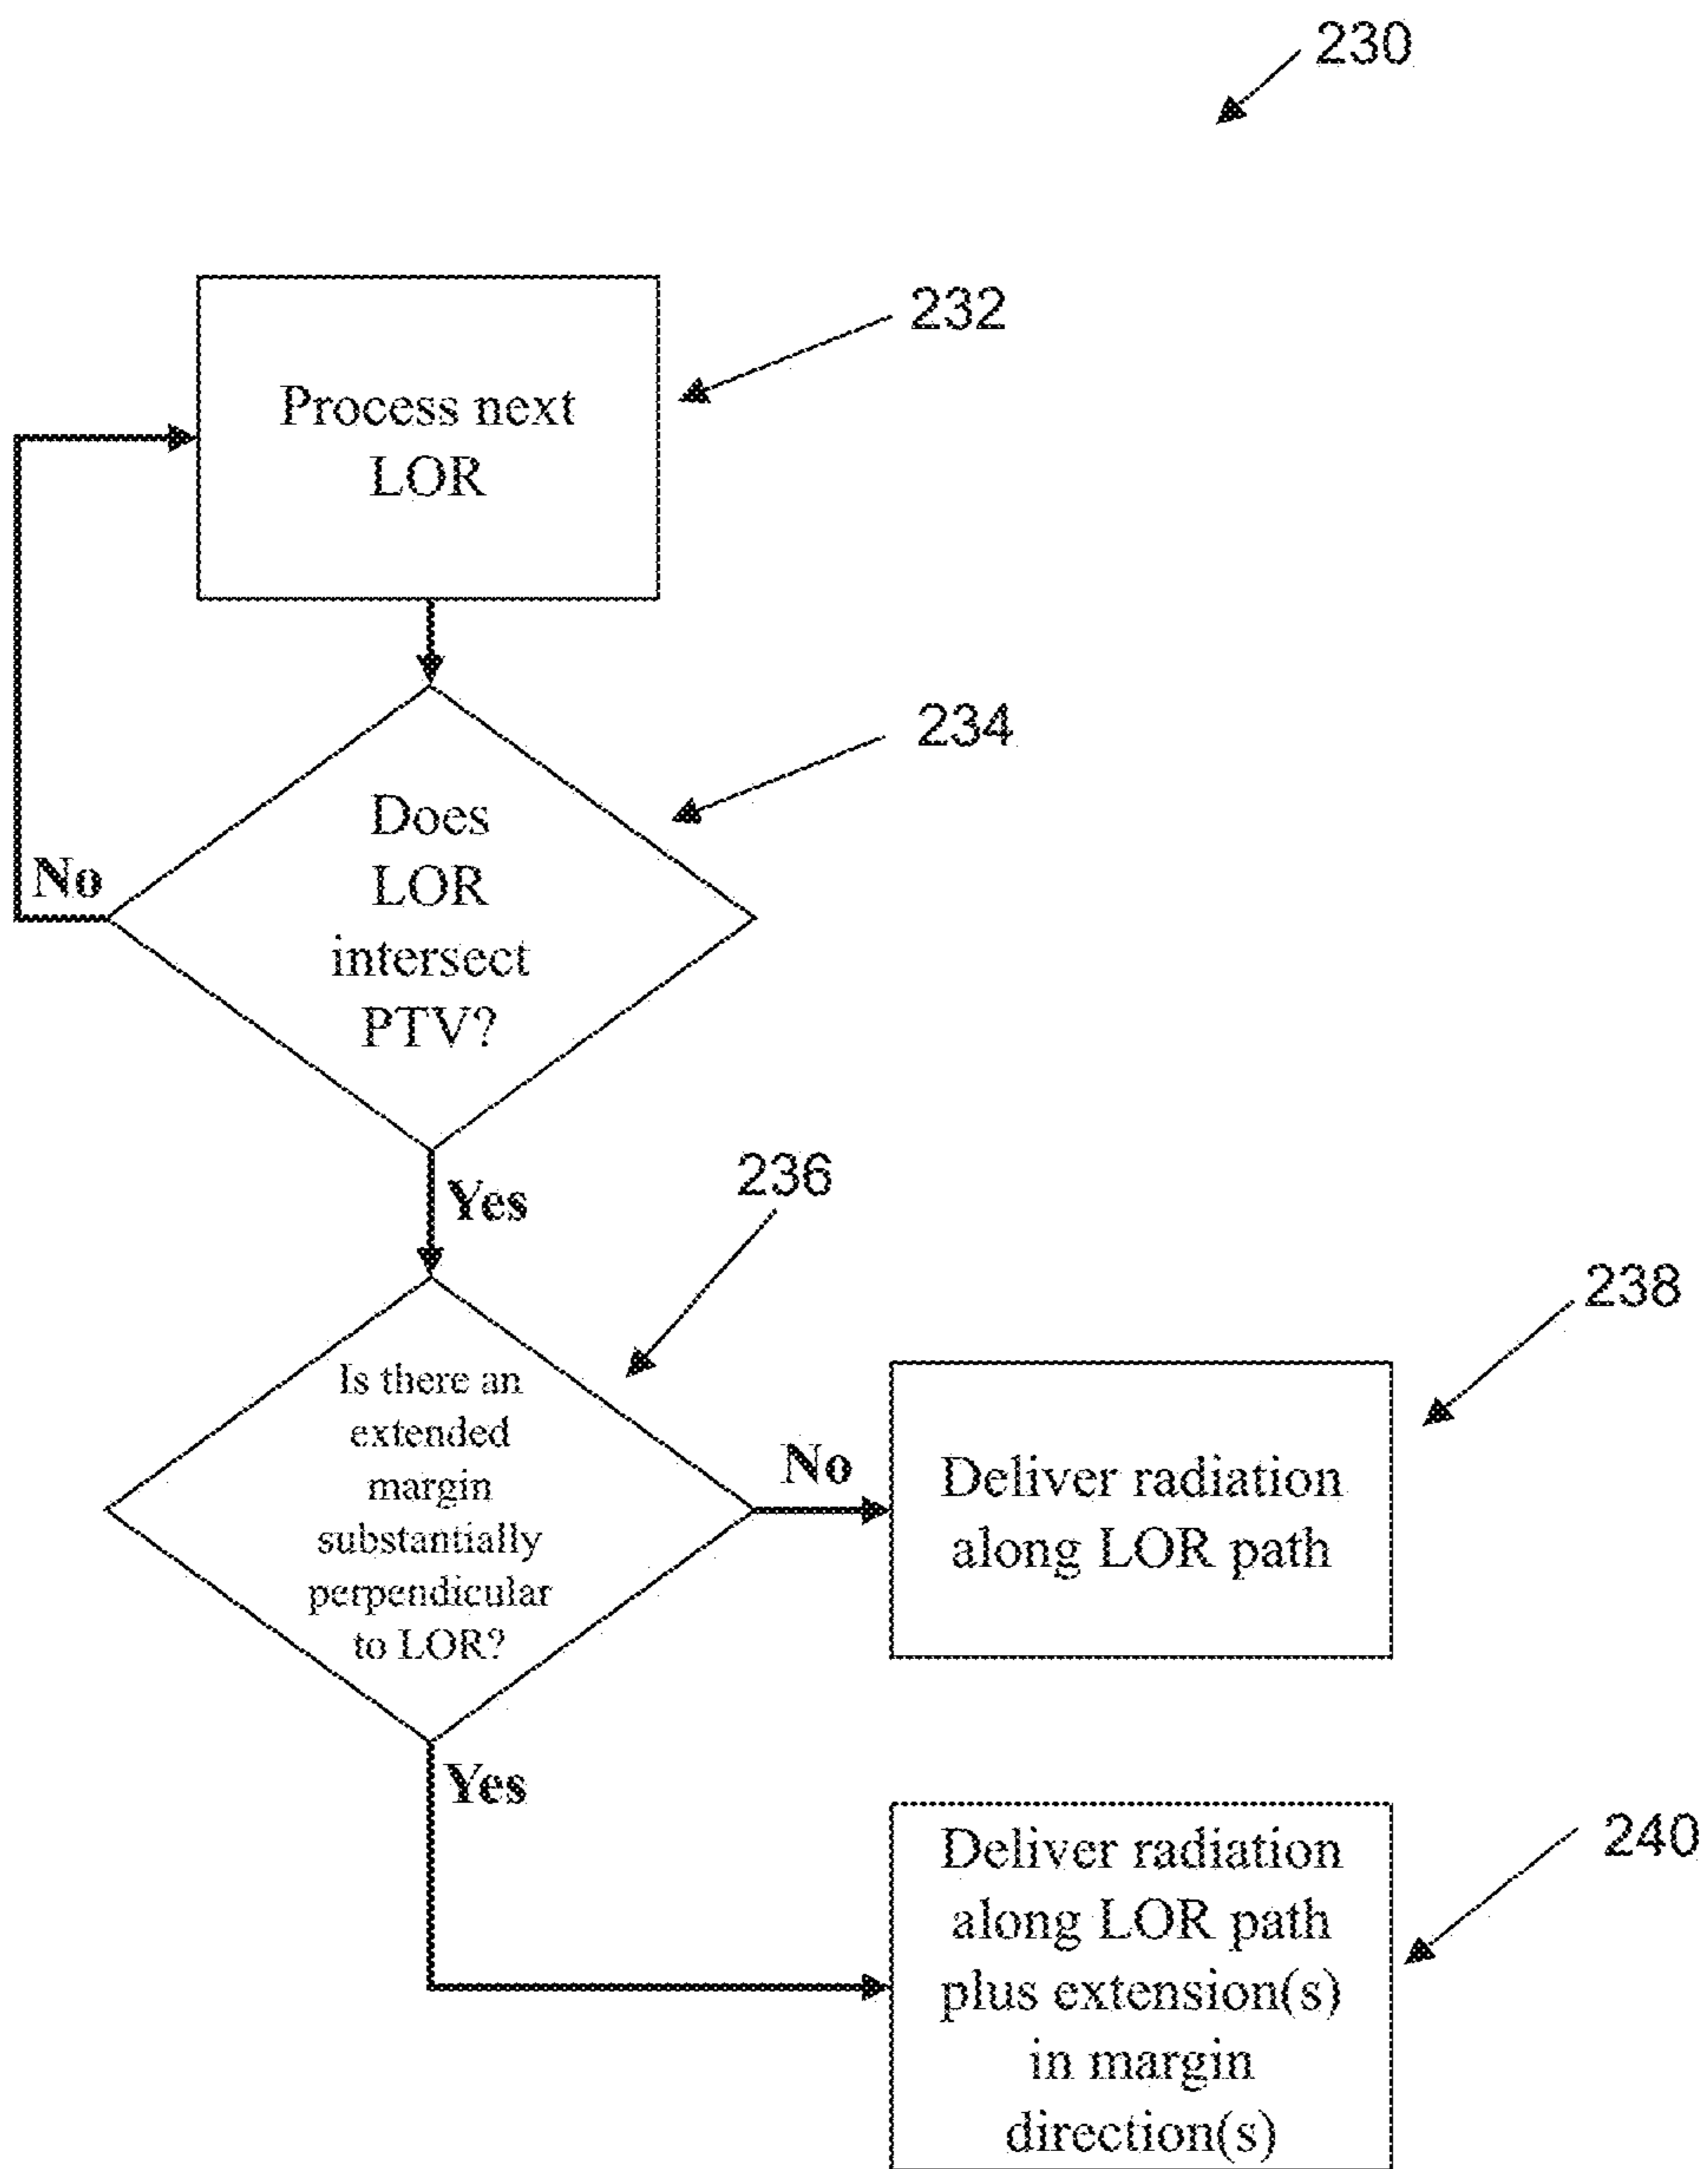 230
Process next
LOR
232
Does
LOR
intersect
PTV?
234
No
Yes
236
Is there an
extended
margin
substantially
perpendicular
to LOR?
No
Deliver radiation
along LOR path
238
Yes
Deliver radiation
along LOR path
plus extension(s)
in margin
direction(s)
240